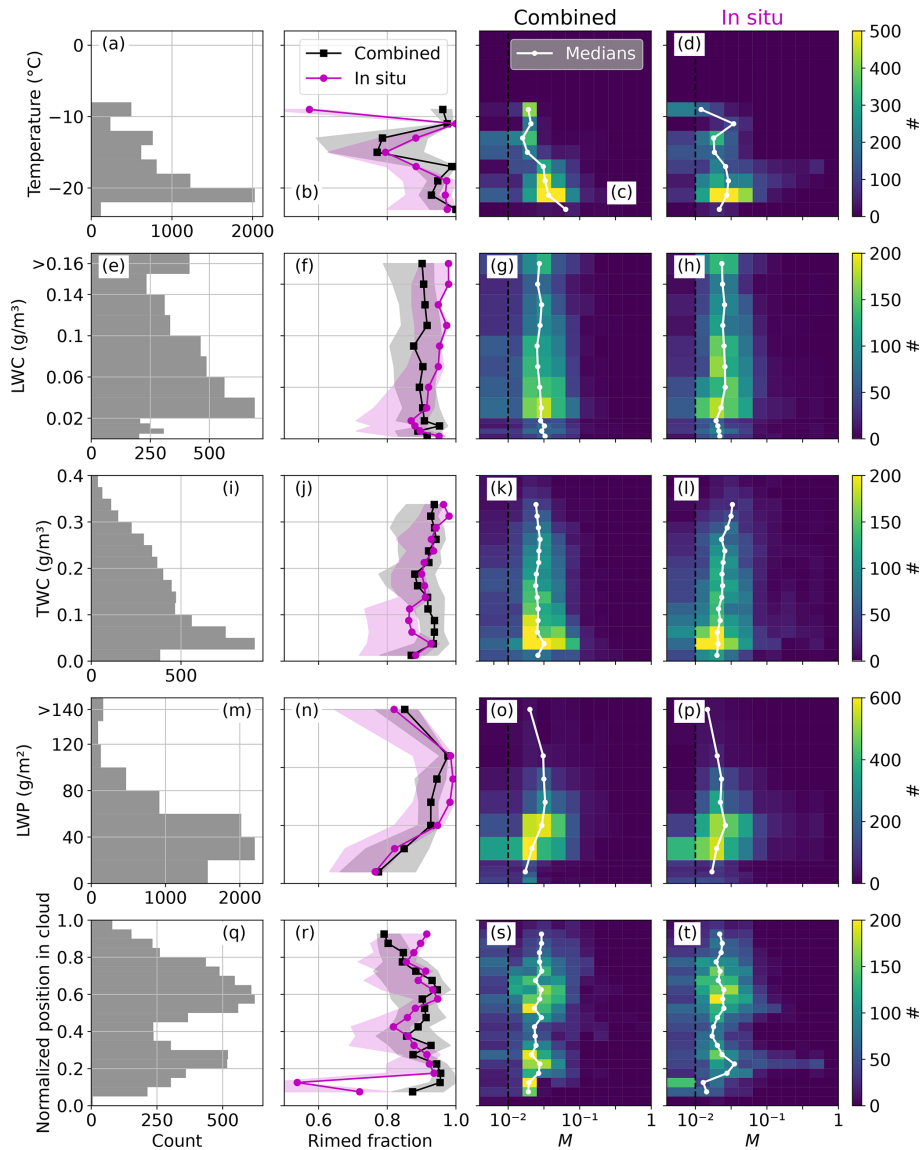 Combined
In situ
(a)
Temperature (°C)
0
−10
−20
0
1000
2000
Combined
In situ
(b)
Medians
(c)
(d)
500
400
300
200
100
0
#
(e)
LWC (g/m³)
>0.16
0.14
0.1
0.06
0.02
0
250
500
(f)
(g)
(h)
200
150
100
50
0
#
(i)
TWC (g/m³)
0.4
0.3
0.2
0.1
0.0
500
(j)
(k)
(l)
200
150
100
50
0
#
(m)
LWP (g/m²)
>140
120
80
40
0
0
1000
2000
(n)
(o)
(p)
600
400
200
0
#
(q)
Normalized position in cloud
1.0
0.8
0.6
0.4
0.2
0.0
0
250
500
Count
(r)
0.6
0.8
1.0
Rimed fraction
(s)
10⁻²
10⁻¹
1
M
(t)
10⁻²
10⁻¹
1
M
200
150
100
50
0
#